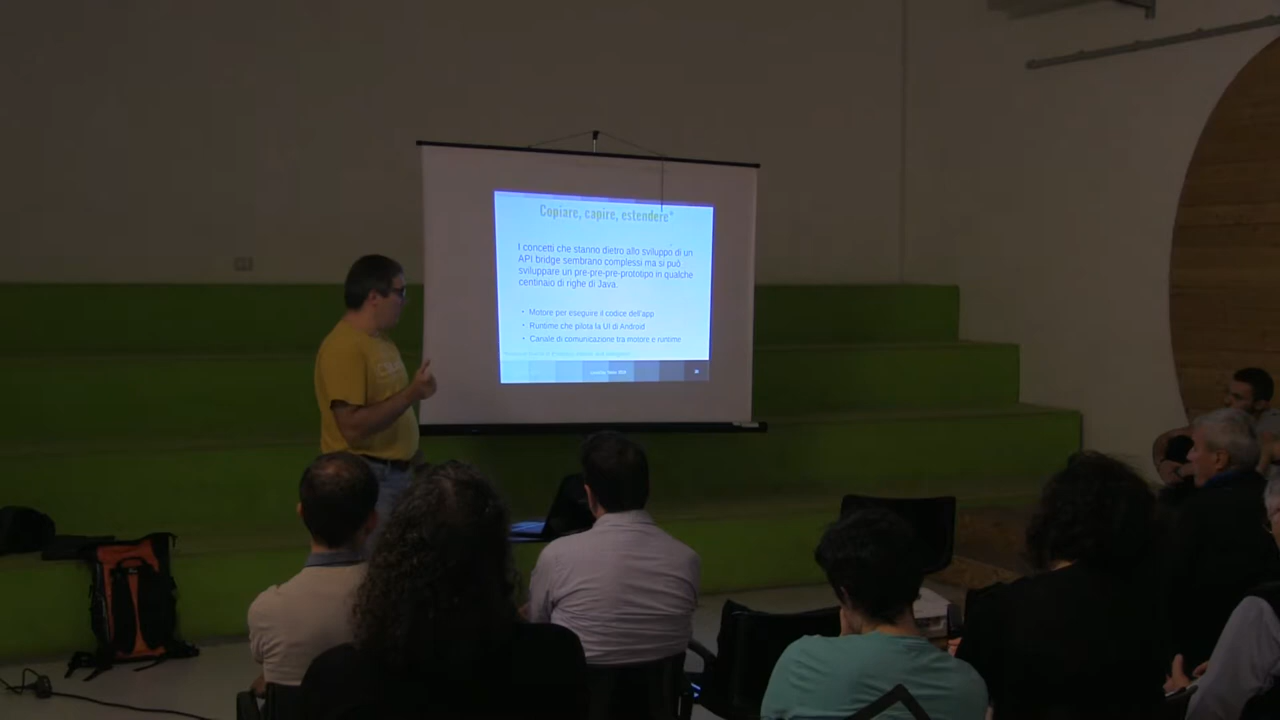 Copiare, capire, estendere*
I concetti che stanno dietro allo sviluppo di un
API bridge sembrano complessi ma si può
sviluppare un pre-pre-pre-prototipo in qualche
centinaio di righe di Java.
• Motore per eseguire il codice dell'app
• Runtime che pilota la UI di Android
• Canale di comunicazione tra motore e runtime